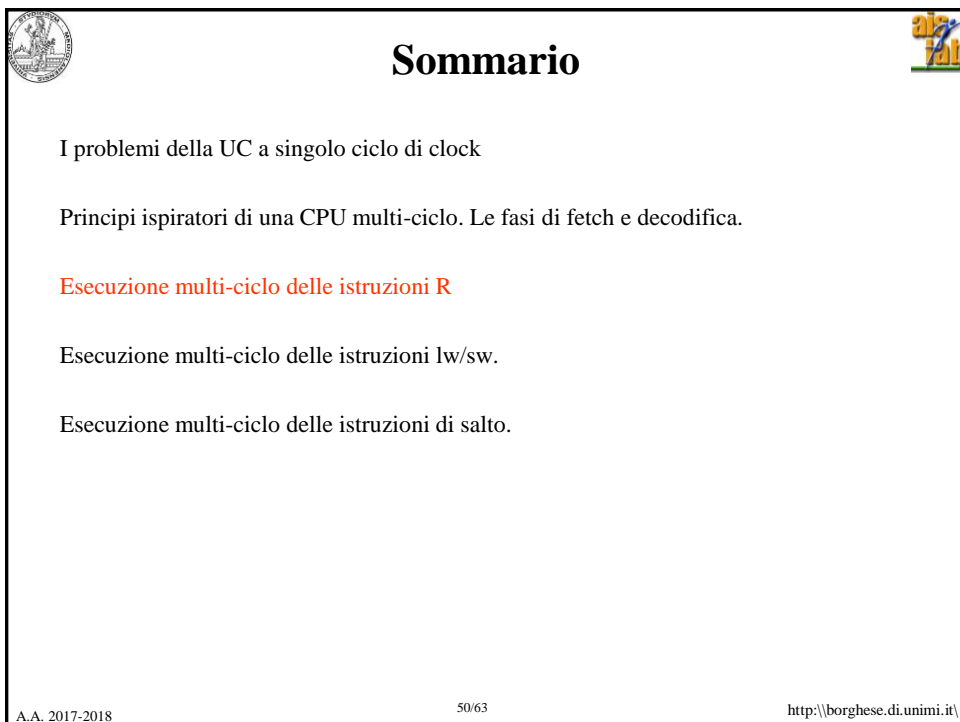 Sommario
I problemi della UC a singolo ciclo di clock
Principi ispiratori di una CPU multi-ciclo. Le fasi di fetch e decodifica.
Esecuzione multi-ciclo delle istruzioni R
Esecuzione multi-ciclo delle istruzioni lw/sw.
Esecuzione multi-ciclo delle istruzioni di salto.
A.A. 2017-2018
50/63
http:\\borghese.di.unimi.it\